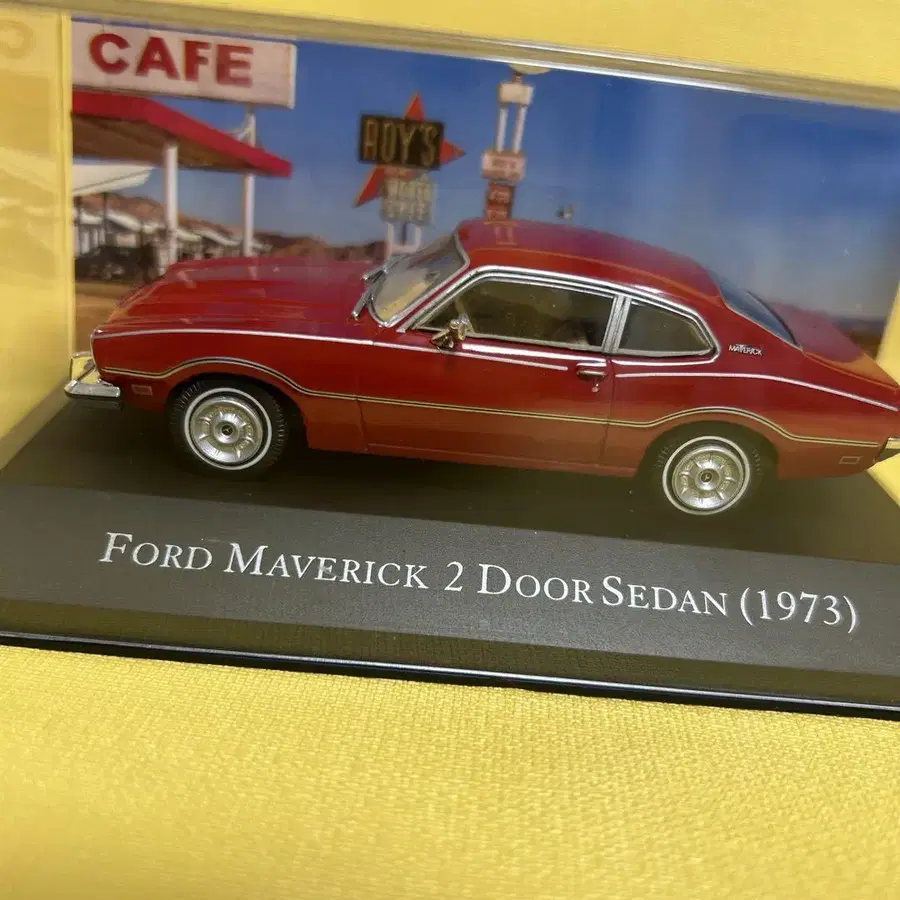 CAFE
ROY'S
MAVERICK
FORD MAVERICK 2 DOOR SEDAN (1973)